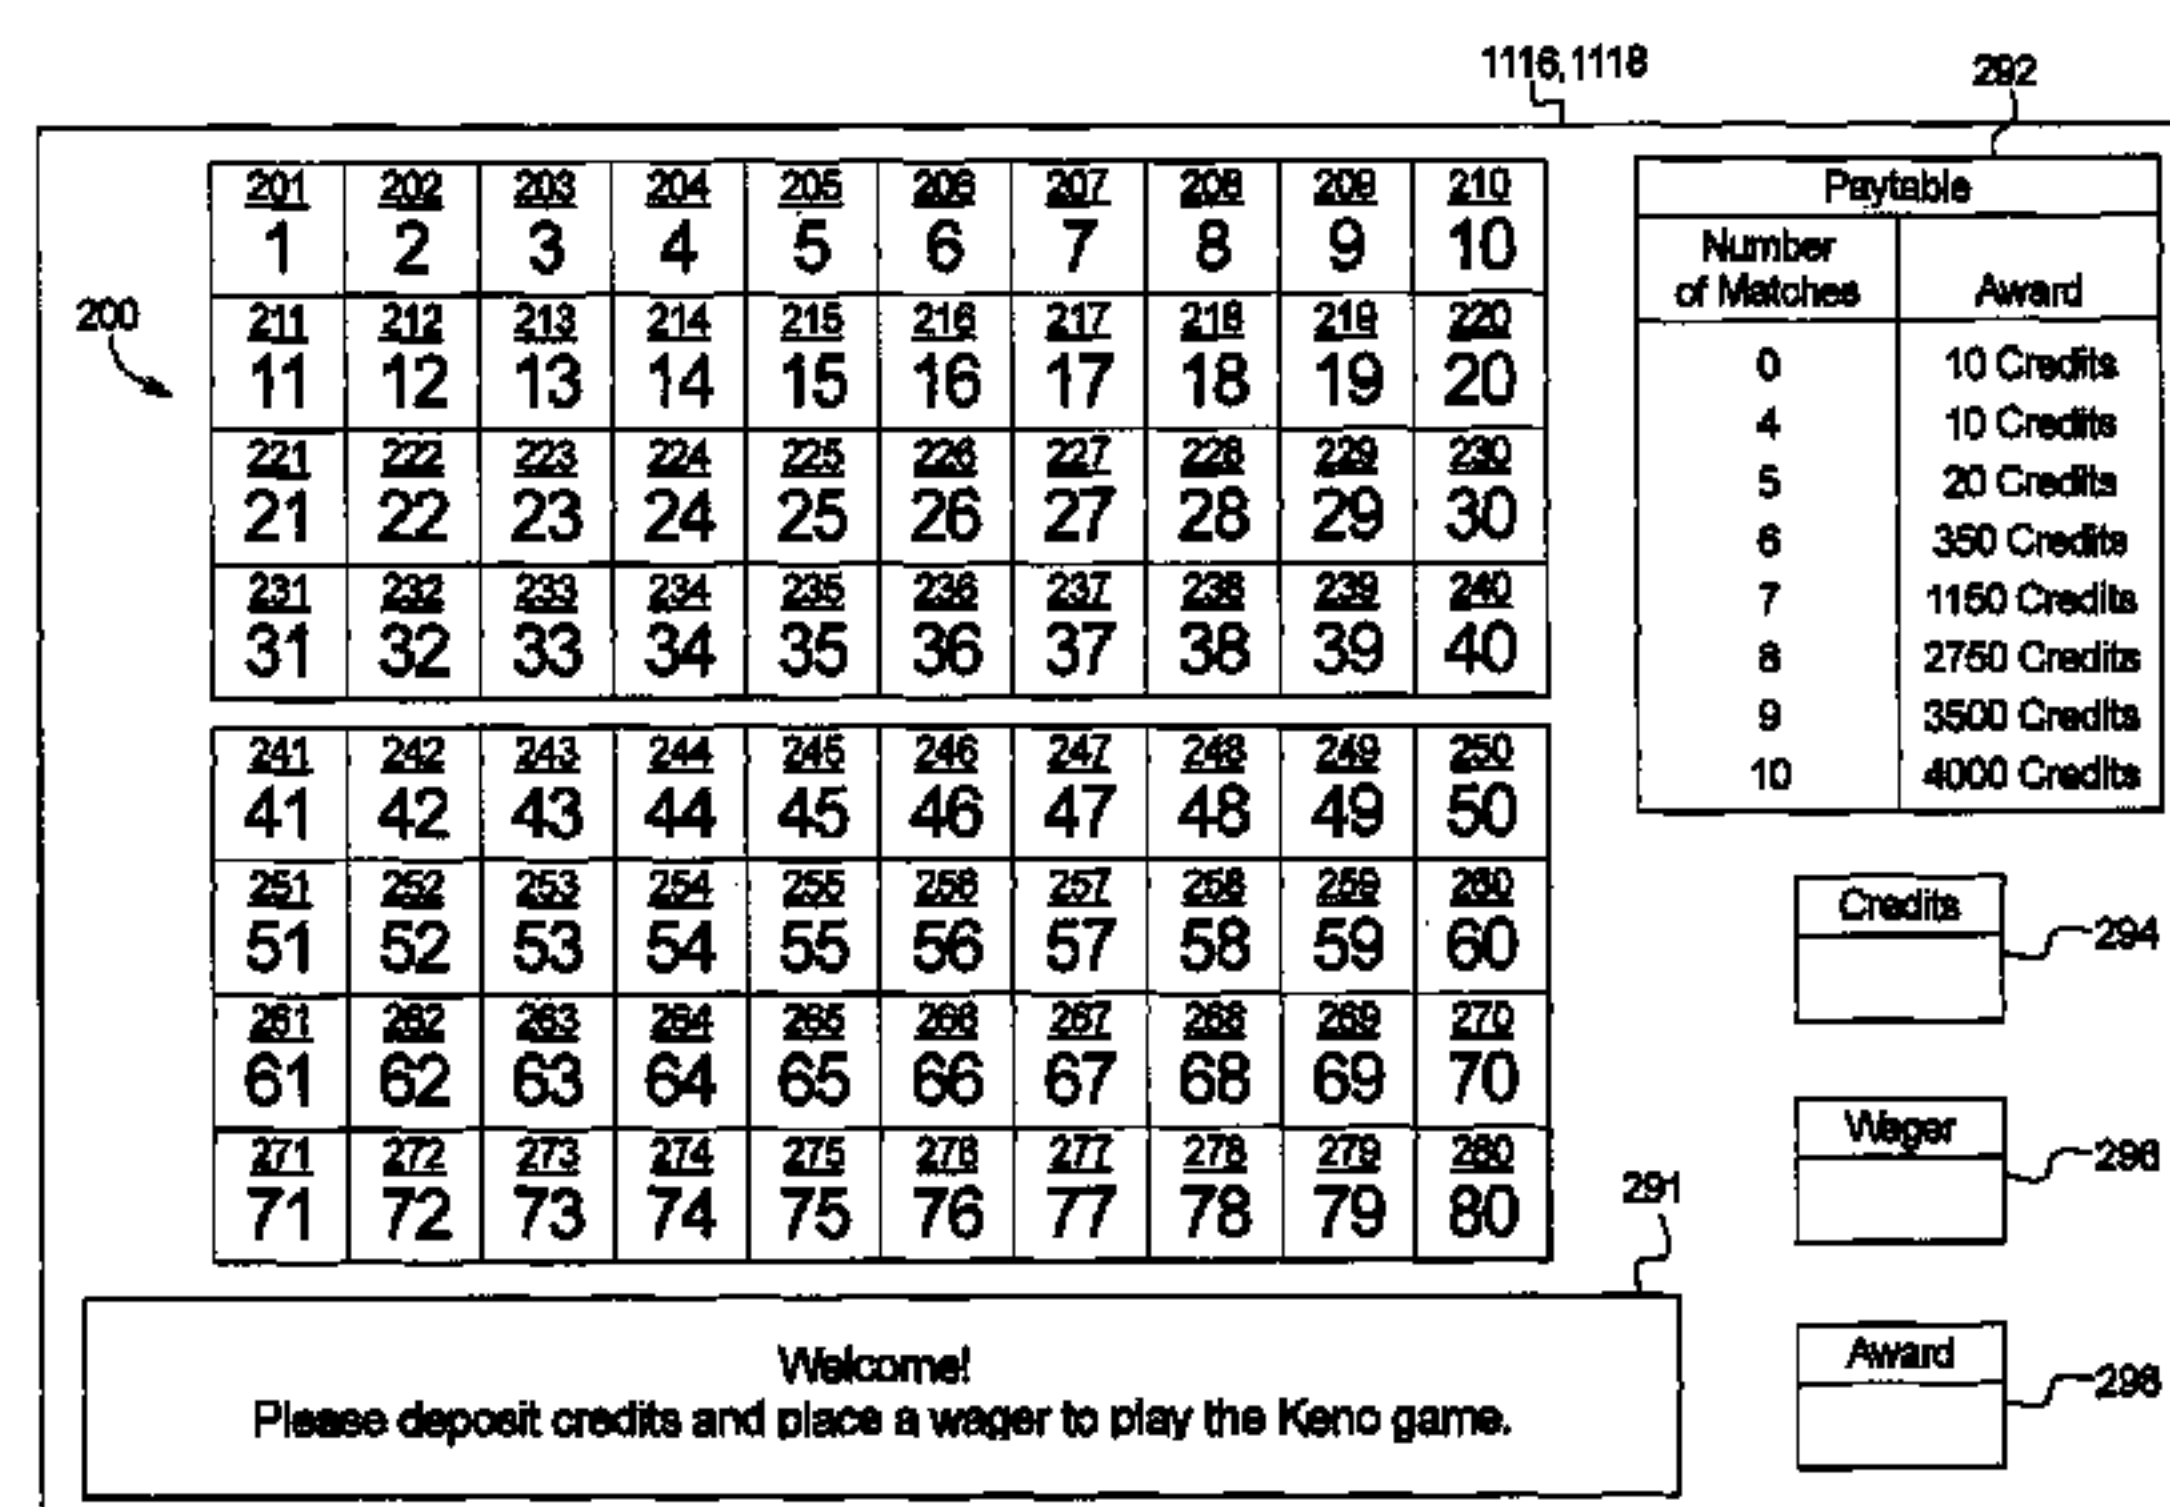 1116,1118
292
201 202 203 204 205 206 207 208 209 210
1 2 3 4 5 6 7 8 9 10
200
211 212 213 214 215 216 217 218 219 220
11 12 13 14 15 16 17 18 19 20
221 222 223 224 225 226 227 228 229 230
21 22 23 24 25 26 27 28 29 30
231 232 233 234 235 236 237 238 239 240
31 32 33 34 35 36 37 38 39 40
241 242 243 244 245 246 247 248 249 250
41 42 43 44 45 46 47 48 49 50
251 252 253 254 255 256 257 258 259 260
51 52 53 54 55 56 57 58 59 60
261 262 263 264 265 266 267 268 269 270
61 62 63 64 65 66 67 68 69 70
271 272 273 274 275 276 277 278 279 280
71 72 73 74 75 76 77 78 79 80
Paytable
Number
of Matches Award
0 10 Credits
4 10 Credits
5 20 Credits
6 350 Credits
7 1150 Credits
8 2750 Credits
9 3500 Credits
10 4000 Credits
Credits
294
Wager
296
Award
298
291
Welcome!
Please deposit credits and place a wager to play the Keno game.